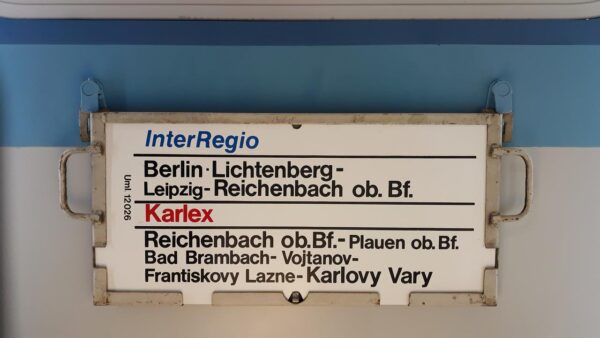 InterRegio
Berlin·Lichtenberg-
Leipzig-Reichenbach ob. Bf.
Karlex
Reichenbach ob.Bf.-Plauen ob. Bf.
Bad Brambach- Vojtanov-
Frantiskovy Lazne-Karlovy Vary
Uml. 12026